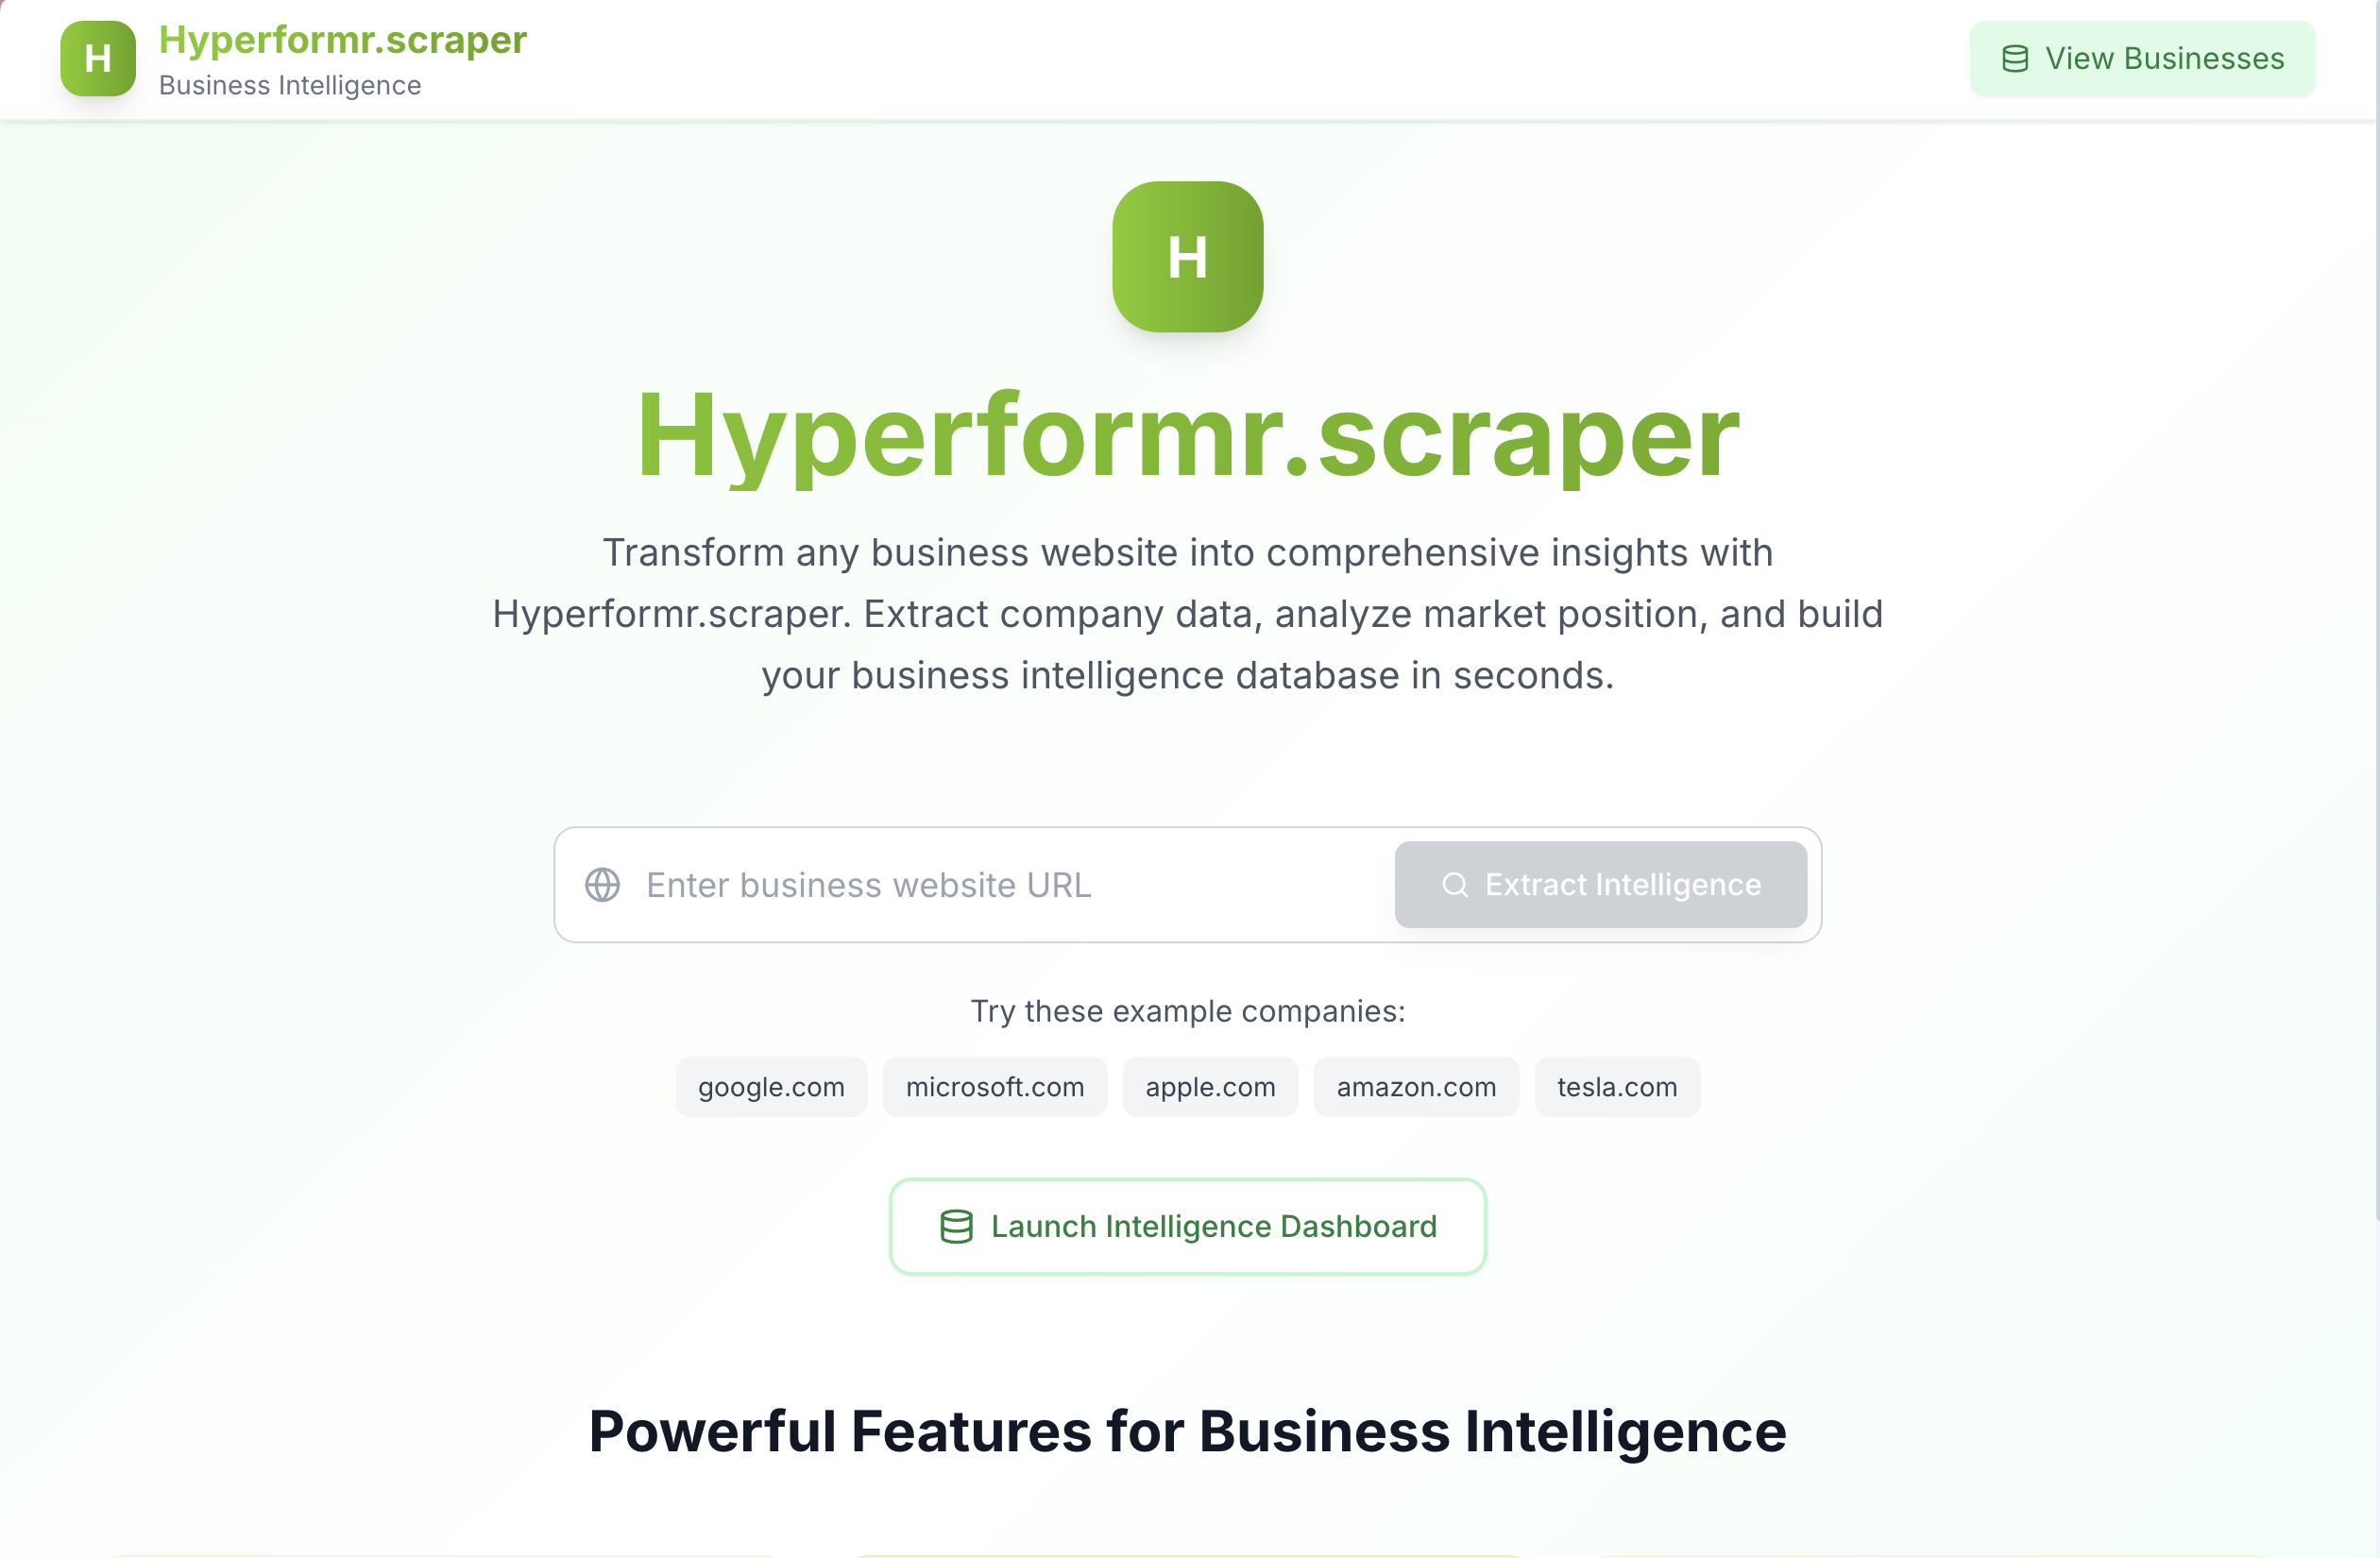 H
Hyperformr.scraper
Business Intelligence
View Businesses
H
Hyperformr.scraper
Transform any business website into comprehensive insights with
Hyperformr.scraper. Extract company data, analyze market position, and build
your business intelligence database in seconds.
Enter business website URL
Extract Intelligence
Try these example companies:
google.com
microsoft.com
apple.com
amazon.com
tesla.com
Launch Intelligence Dashboard
Powerful Features for Business Intelligence